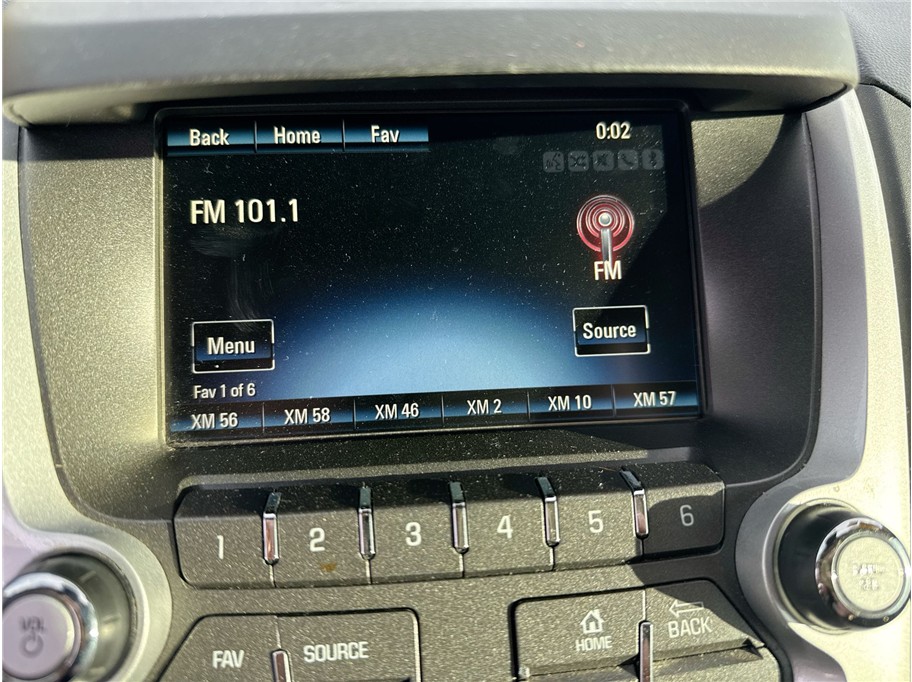 Back Home Fav 0:02
FM 101.1
FM
Menu Source
Fav 1 of 6
XM 56 XM 58 XM 46 XM 2 XM 10 XM 57
1 2 3 4 5 6
VOL
FAV SOURCE HOME BACK